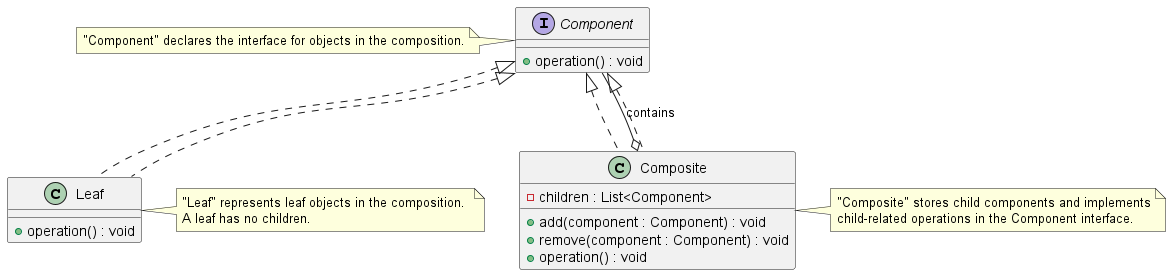 I Component
"Component" declares the interface for objects in the composition.
operation() : void
contains
C Leaf
operation() : void
"Leaf" represents leaf objects in the composition.
A leaf has no children.
C Composite
children : List<Component>
add(component : Component) : void
remove(component : Component) : void
operation() : void
"Composite" stores child components and implements
child-related operations in the Component interface.